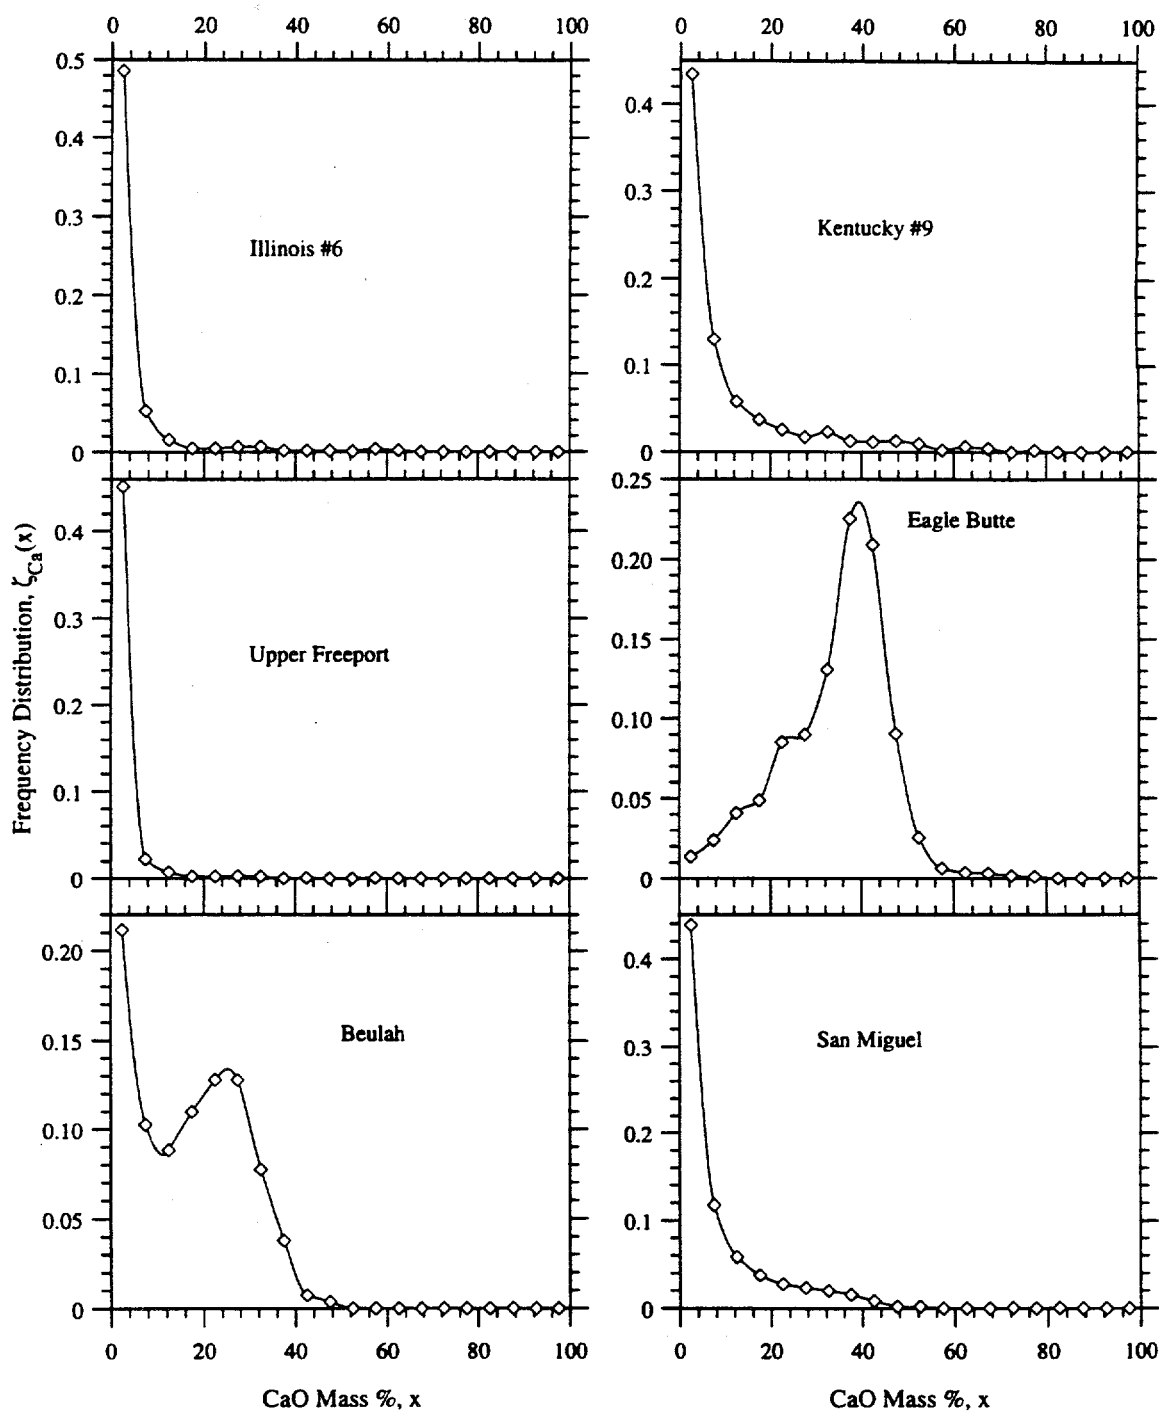 0 20 40 60 80 100
0 20 40 60 80 100
0.5
0.4
0.3
0.2
0.1
0
Illinois #6
0.4
0.3
0.2
0.1
0
Kentucky #9
Frequency Distribution, ζCa(x)
0.4
0.3
0.2
0.1
0
Upper Freeport
0.25
0.20
0.15
0.10
0.05
0
Eagle Butte
0.20
0.15
0.10
0.05
0
Beulah
0.4
0.3
0.2
0.1
0
San Miguel
0 20 40 60 80 100
0 20 40 60 80 100
CaO Mass %, x
CaO Mass %, x